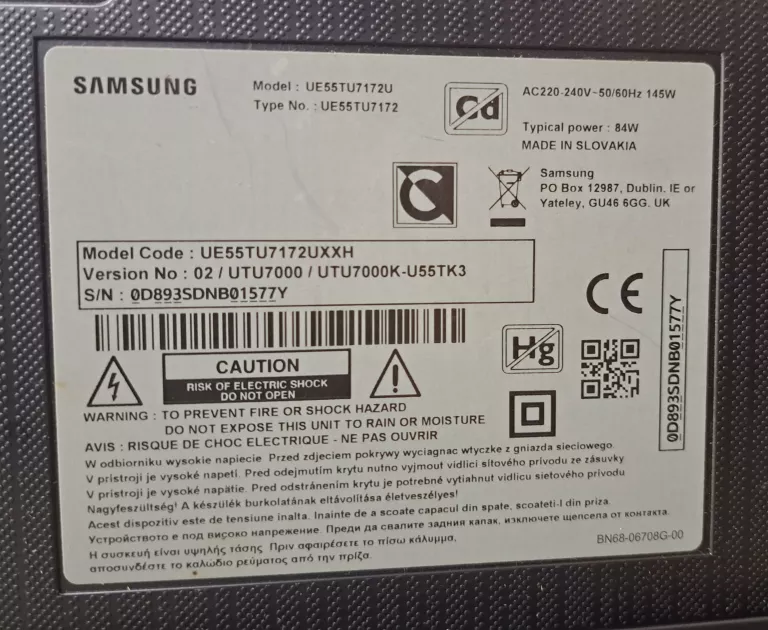 SAMSUNG
Model : UE55TU7172U
Type No. : UE55TU7172
Cd
AC220-240V~50/60Hz 145W
Typical power : 84W
MADE IN SLOVAKIA
Samsung
PO Box 12987, Dublin. IE or
Yateley, GU46 6GG. UK
Model Code : UE55TU7172UXXH
Version No : 02 / UTU7000 / UTU7000K-U55TK3
S/N : 0D893SDNB01577Y
CE
Hg
0D893SDNB01577Y
CAUTION
RISK OF ELECTRIC SHOCK
DO NOT OPEN
WARNING : TO PREVENT FIRE OR SHOCK HAZARD
DO NOT EXPOSE THIS UNIT TO RAIN OR MOISTURE
AVIS : RISQUE DE CHOC ELECTRIQUE - NE PAS OUVRIR
W odbiorniku wysokie napiecie. Przed zdjeciem pokrywy wyciagnac wtyczke z gniazda sieciowego.
V pristroji je vysoké napeti. Pred odejmutím krytu nutno vyjmout vidlici sítového prívodu ze zásuvky
V prístroji je vysoké napätie. Pred odstránením krytu je potrebné vytiahnut vidlicu sietového prívodu
Nagyfeszültség! A készülék burkolatának eltávolítása életveszélyes!
Acest dispozitiv este de tensiune inalta. Inainte de a scoate capacul din spate, scoateti-l din priza.
Устройството е под високо напрежение. Преди да свалите задния капак, изключете щепсела от контакта.
Η συσκευή είναι υψηλής τάσης. Πριν αφαιρέσετε το πίσω κάλυμμα,
αποσυνδέστε το καλώδιο ρεύματος από την πρίζα.
BN68-06708G-00